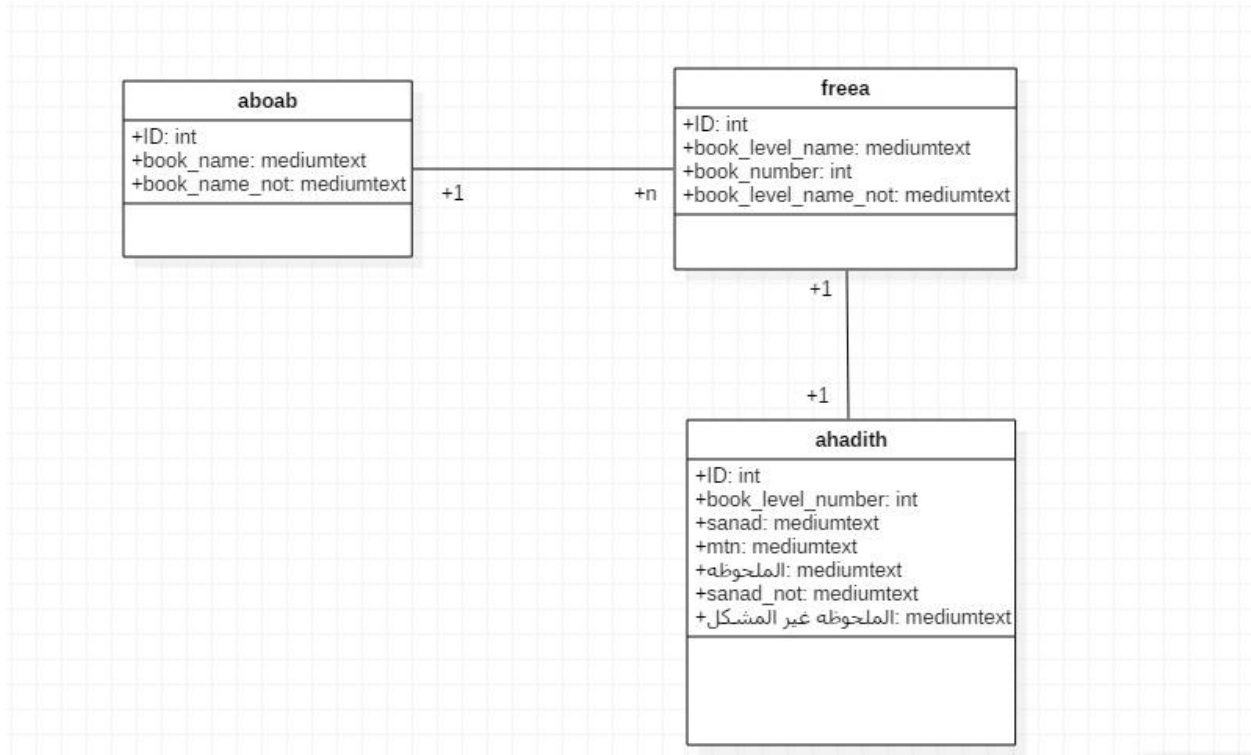 aboab
+ID: int
+book_name: mediumtext
+book_name_not: mediumtext
+1
+n
freea
+ID: int
+book_level_name: mediumtext
+book_number: int
+book_level_name_not: mediumtext
+1
+1
ahadith
+ID: int
+book_level_number: int
+sanad: mediumtext
+mtn: mediumtext
+الملحوظه: mediumtext
+sanad_not: mediumtext
+الملحوظه غير المشكل: mediumtext